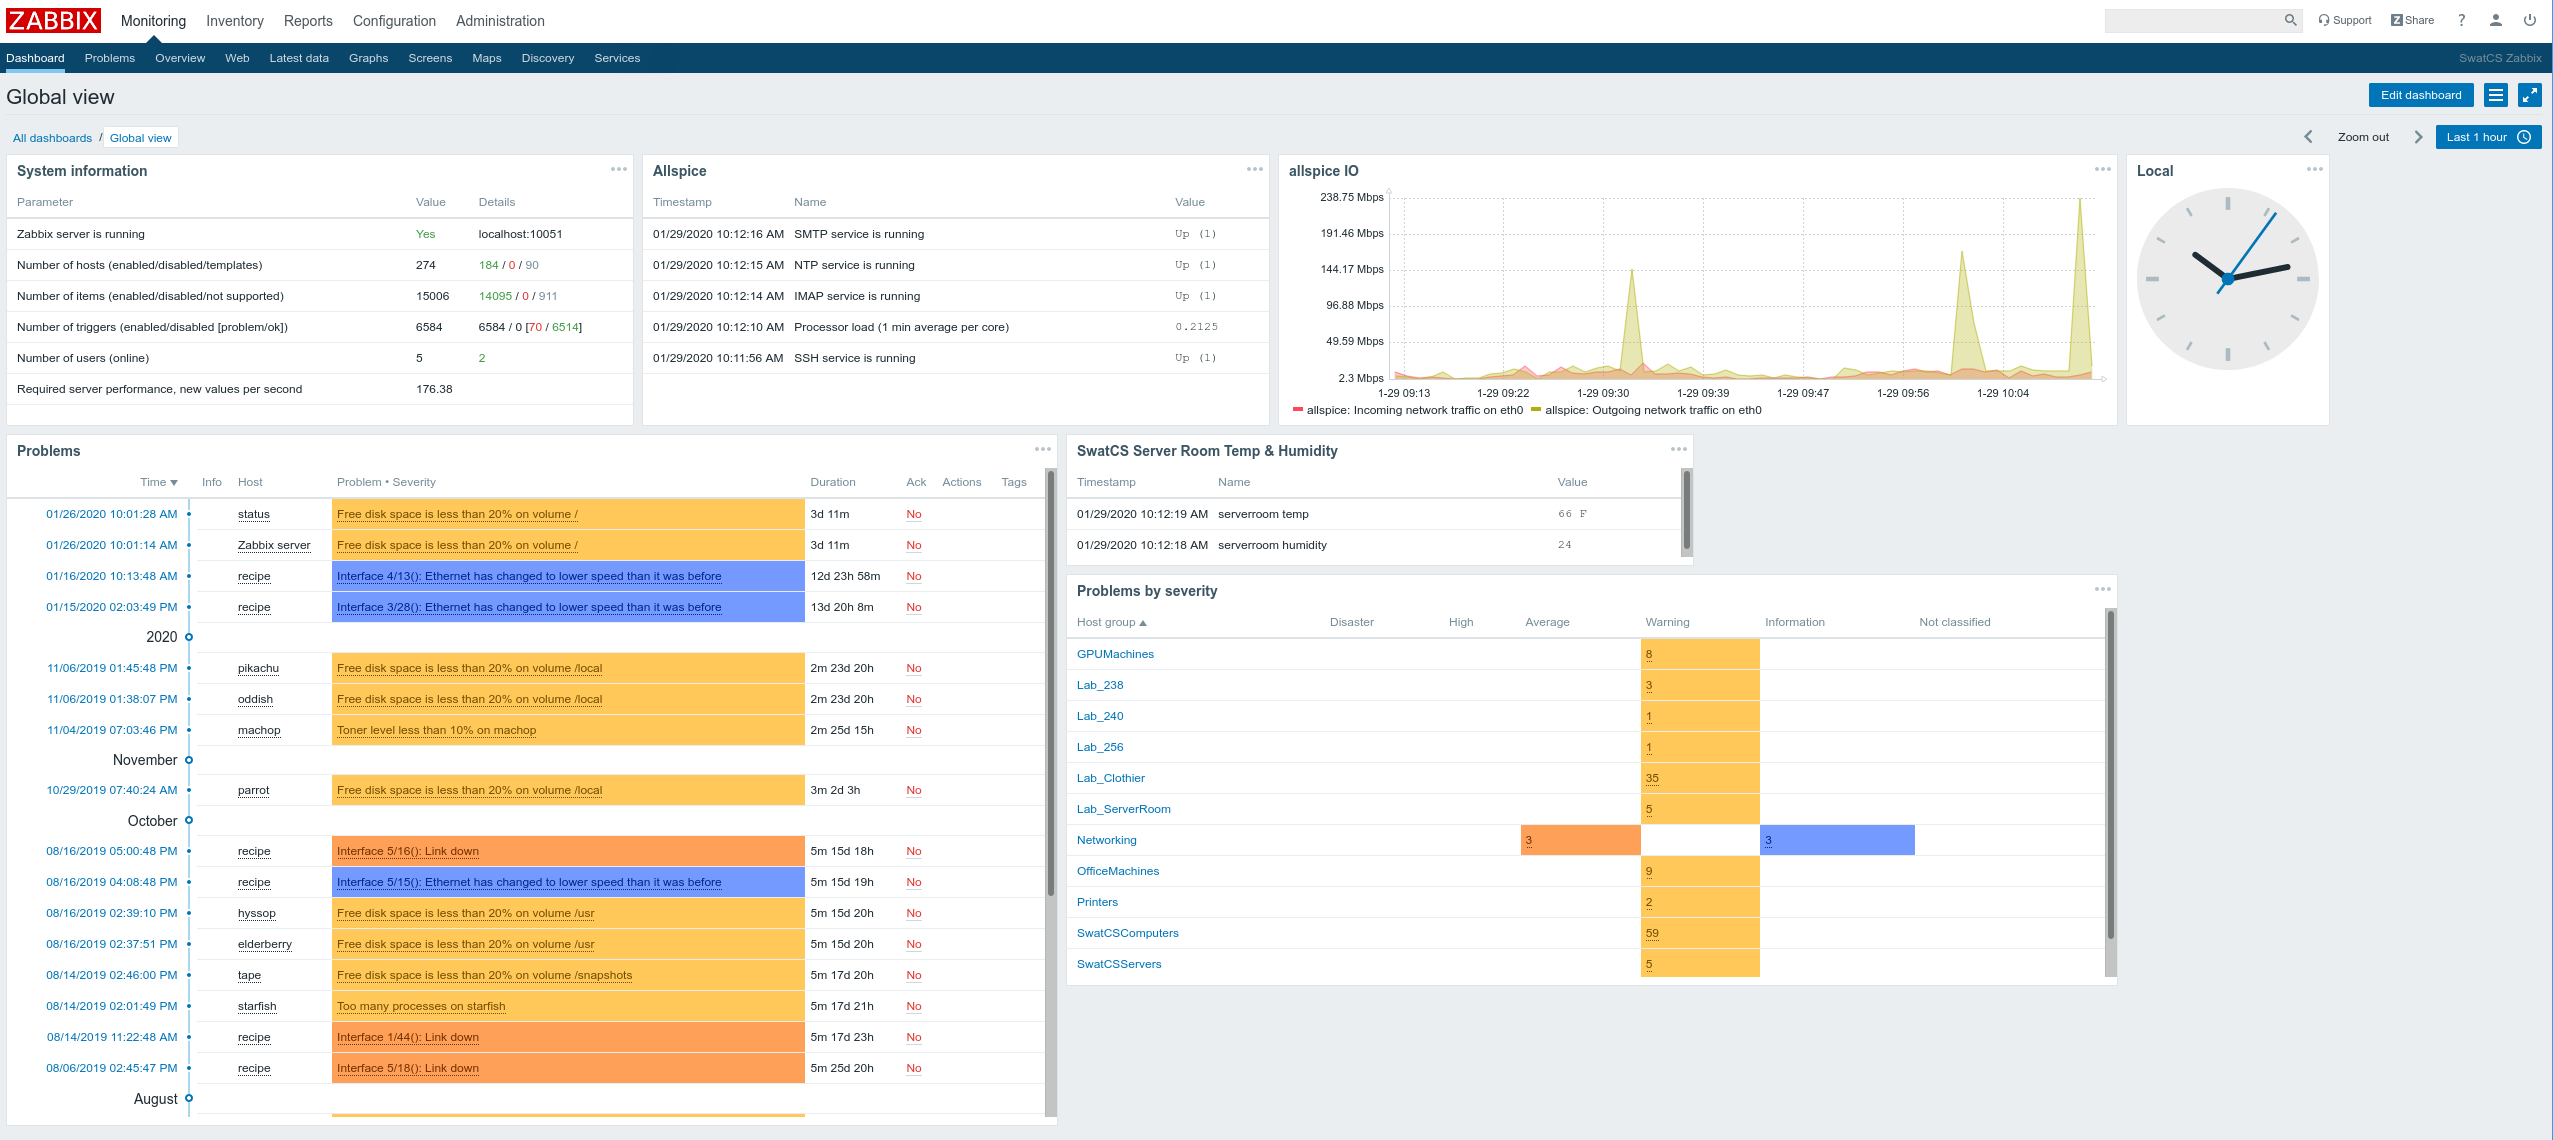 ZABBIX Monitoring Inventory Reports Configuration Administration Support Z Share ?
Dashboard Problems Overview Web Latest data Graphs Screens Maps Discovery Services SwatCS Zabbix
Global view Edit dashboard
All dashboards / Global view Zoom out Last 1 hour
System information
Parameter Value Details
Zabbix server is running Yes localhost:10051
Number of hosts (enabled/disabled/templates) 274 184 / 0 / 90
Number of items (enabled/disabled/not supported) 15006 14095 / 0 / 911
Number of triggers (enabled/disabled [problem/ok]) 6584 6584 / 0 [70 / 6514]
Number of users (online) 5 2
Required server performance, new values per second 176.38
Allspice
Timestamp Name Value
01/29/2020 10:12:16 AM SMTP service is running Up (1)
01/29/2020 10:12:15 AM NTP service is running Up (1)
01/29/2020 10:12:14 AM IMAP service is running Up (1)
01/29/2020 10:12:10 AM Processor load (1 min average per core) 0.2125
01/29/2020 10:11:56 AM SSH service is running Up (1)
allspice IO
238.75 Mbps
191.46 Mbps
144.17 Mbps
96.88 Mbps
49.59 Mbps
2.3 Mbps
1-29 09:13 1-29 09:22 1-29 09:30 1-29 09:39 1-29 09:47 1-29 09:56 1-29 10:04
allspice: Incoming network traffic on eth0 allspice: Outgoing network traffic on eth0
Local
Problems
Time Info Host Problem • Severity Duration Ack Actions Tags
01/26/2020 10:01:28 AM status Free disk space is less than 20% on volume / 3d 11m No
01/26/2020 10:01:14 AM Zabbix server Free disk space is less than 20% on volume / 3d 11m No
01/16/2020 10:13:48 AM recipe Interface 4/13(): Ethernet has changed to lower speed than it was before 12d 23h 58m No
01/15/2020 02:03:49 PM recipe Interface 3/28(): Ethernet has changed to lower speed than it was before 13d 20h 8m No
2020
11/06/2019 01:45:48 PM pikachu Free disk space is less than 20% on volume /local 2m 23d 20h No
11/06/2019 01:38:07 PM oddish Free disk space is less than 20% on volume /local 2m 23d 20h No
11/04/2019 07:03:46 PM machop Toner level less than 10% on machop 2m 25d 15h No
November
10/29/2019 07:40:24 AM parrot Free disk space is less than 20% on volume /local 3m 2d 3h No
October
08/16/2019 05:00:48 PM recipe Interface 5/16(): Link down 5m 15d 18h No
08/16/2019 04:08:48 PM recipe Interface 5/15(): Ethernet has changed to lower speed than it was before 5m 15d 19h No
08/16/2019 02:39:10 PM hyssop Free disk space is less than 20% on volume /usr 5m 15d 20h No
08/16/2019 02:37:51 PM elderberry Free disk space is less than 20% on volume /usr 5m 15d 20h No
08/14/2019 02:46:00 PM tape Free disk space is less than 20% on volume /snapshots 5m 17d 20h No
08/14/2019 02:01:49 PM starfish Too many processes on starfish 5m 17d 21h No
08/14/2019 11:22:48 AM recipe Interface 1/44(): Link down 5m 17d 23h No
08/06/2019 02:45:47 PM recipe Interface 5/18(): Link down 5m 25d 20h No
August
SwatCS Server Room Temp & Humidity
Timestamp Name Value
01/29/2020 10:12:19 AM serverroom temp 66 F
01/29/2020 10:12:18 AM serverroom humidity 24
Problems by severity
Host group Disaster High Average Warning Information Not classified
GPUMachines 8
Lab_238 3
Lab_240 1
Lab_256 1
Lab_Clothier 35
Lab_ServerRoom 5
Networking 3 3
OfficeMachines 9
Printers 2
SwatCSComputers 59
SwatCSServers 5